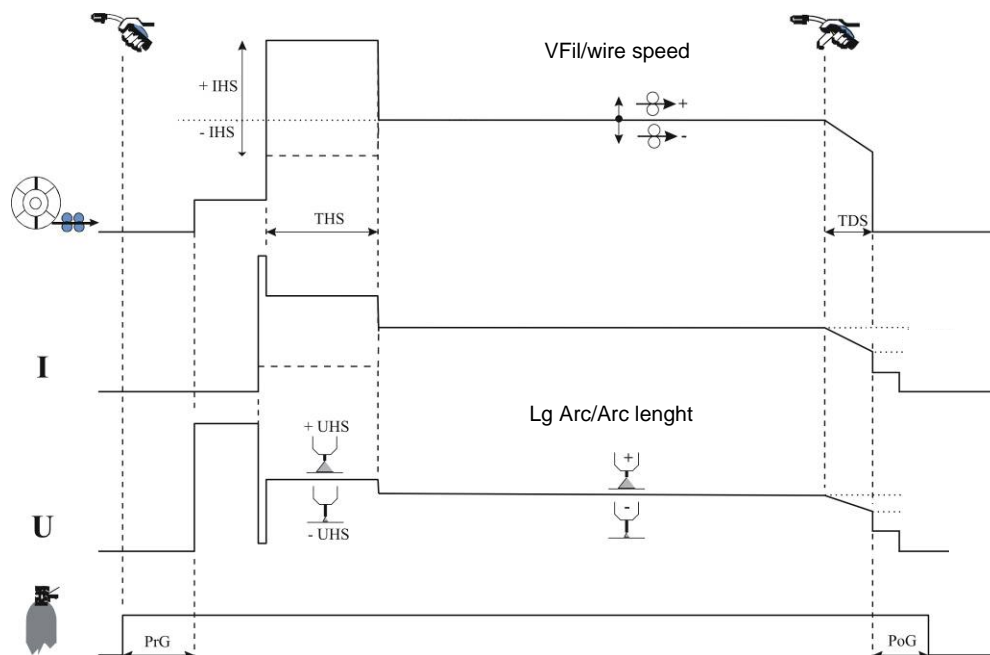 VFil/wire speed
+ IHS
- IHS
+
-
THS
TDS
I
Lg Arc/Arc lenght
+ UHS
+
-
U
- UHS
PrG
PoG